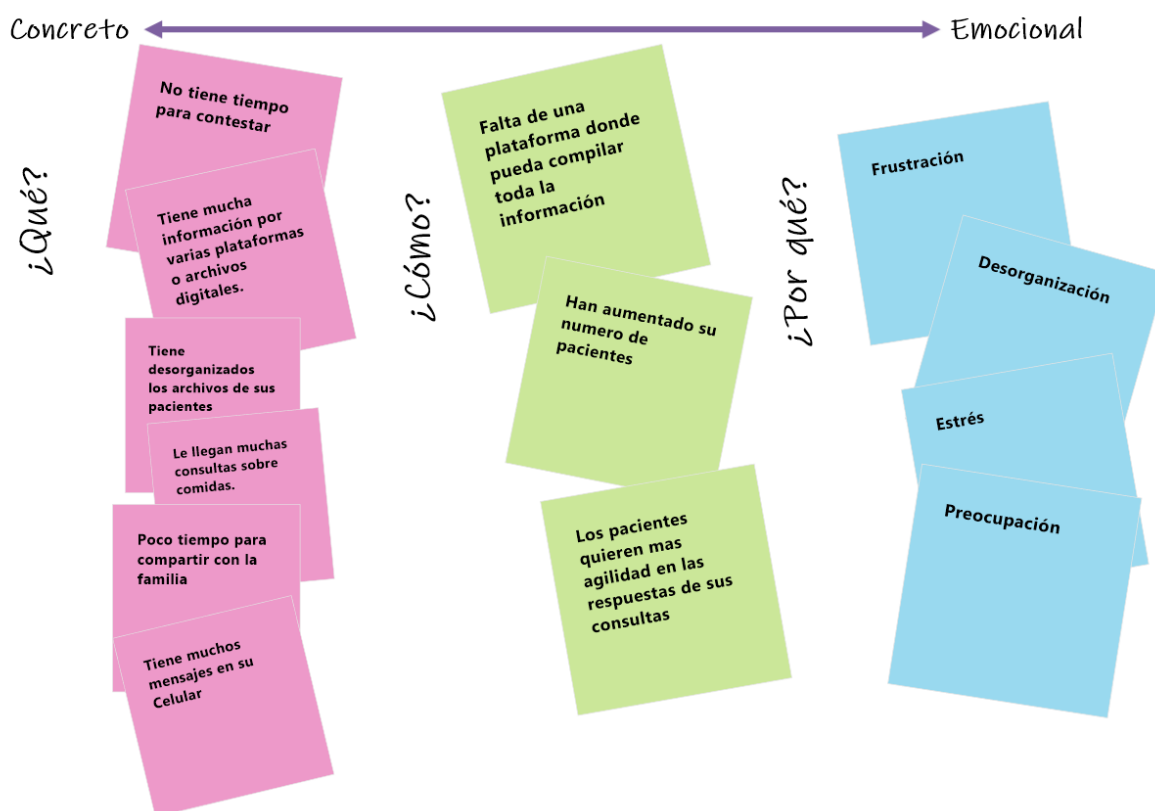 Concreto
Emocional
¿Qué?
No tiene tiempo
para contestar
Tiene mucha
información por
varias plataformas
o archivos
digitales.
Tiene
desorganizados
los archivos de sus
pacientes
Le llegan muchas
consultas sobre
comidas.
Poco tiempo para
compartir con la
familia
Tiene muchos
mensajes en su
Celular
¿Cómo?
Falta de una
plataforma donde
pueda compilar
toda la
información
Han aumentado su
numero de
pacientes
Los pacientes
quieren mas
agilidad en las
respuestas de sus
consultas
¿Por qué?
Frustración
Desorganización
Estrés
Preocupación